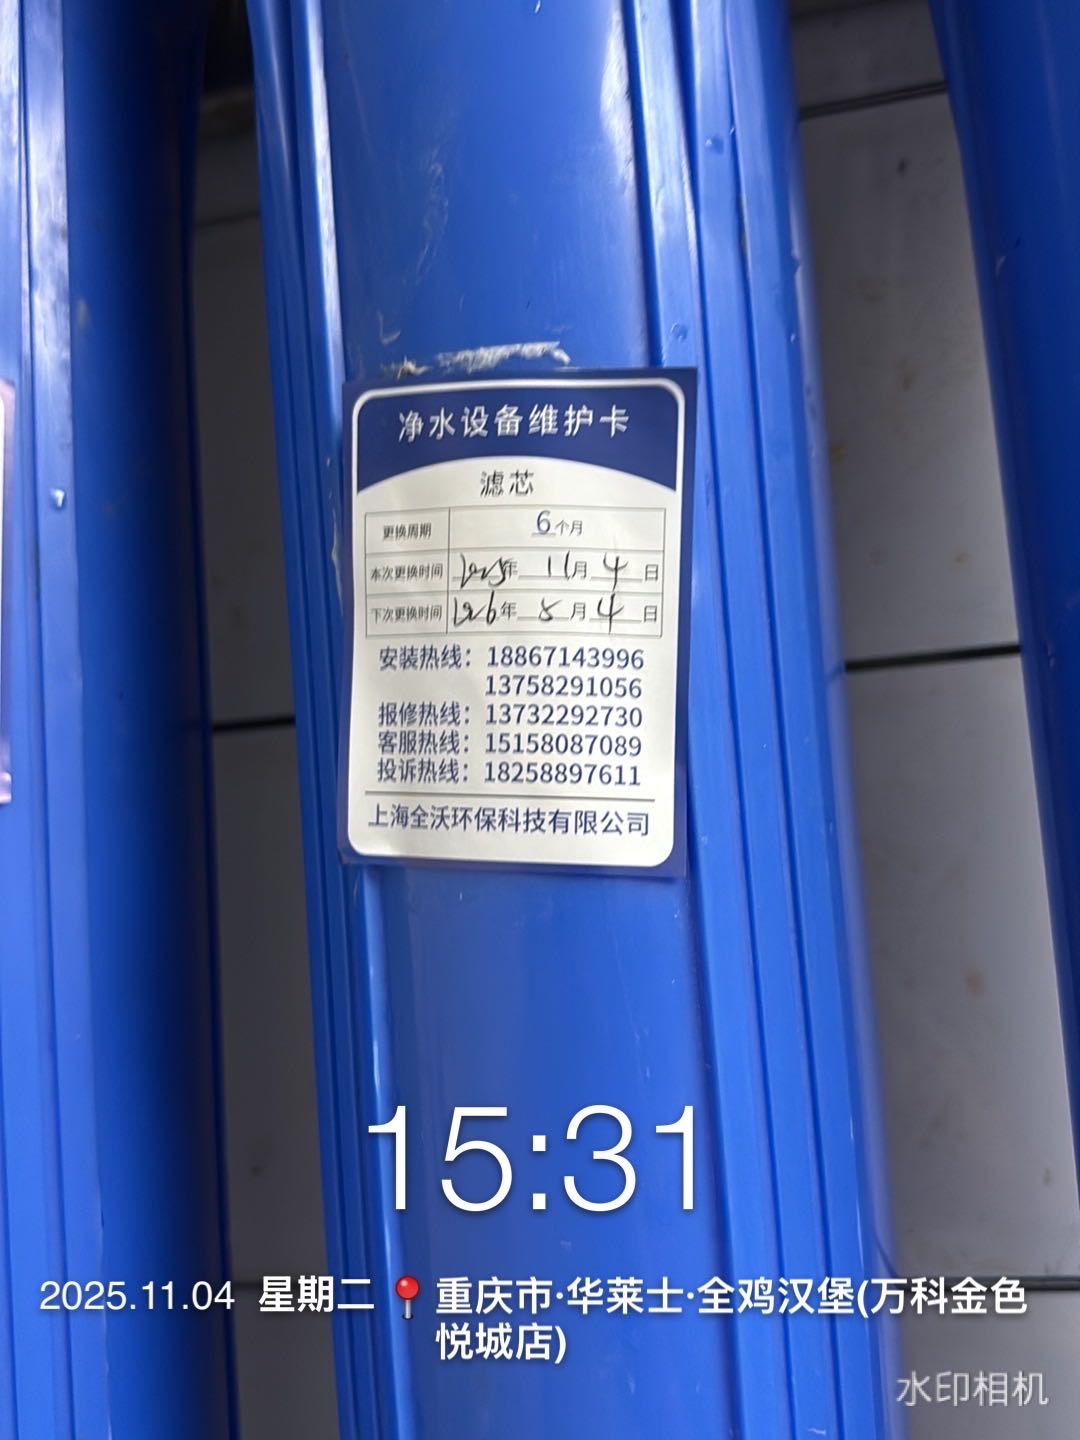 净水设备维护卡
滤芯
更换周期 6个月
本次更换时间 2025年 11月 4 日
下次更换时间 2026年 5月 4 日
安装热线：18867143996
13758291056
报修热线：13732292730
客服热线：15158087089
投诉热线：18258897611
上海全沃环保科技有限公司
15:31
2025.11.04 星期二 📍重庆市·华莱士·全鸡汉堡(万科金色
悦城店)
水印相机